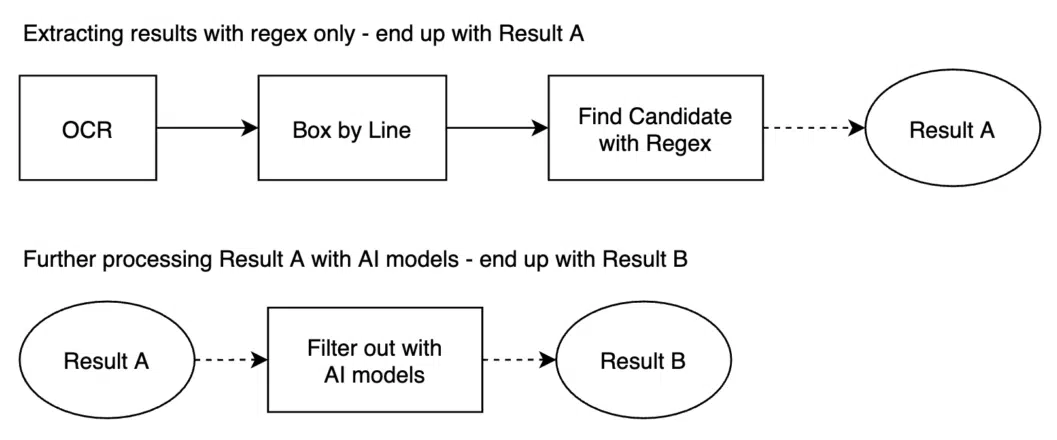 Extracting results with regex only - end up with Result A
OCR
Box by Line
Find Candidate
with Regex
Result A
Further processing Result A with AI models - end up with Result B
Result A
Filter out with
AI models
Result B